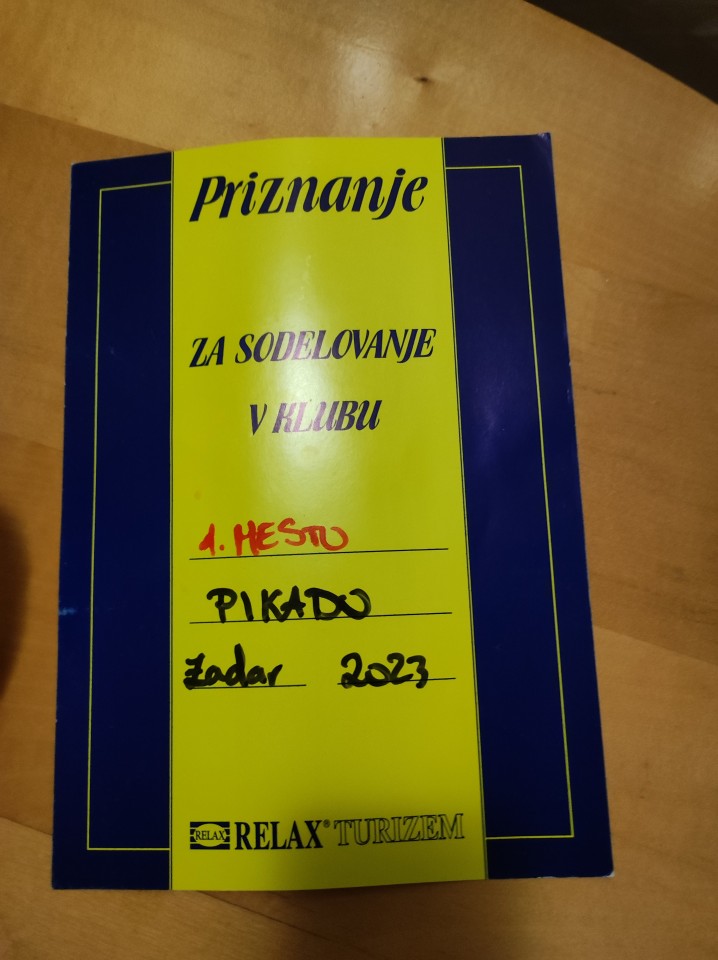 Priznanje
ZA SODELOVANJE
V KLUBU
1. MESTO
PIKADO
Zadar 2023
RELAX RELAX® TURIZEM